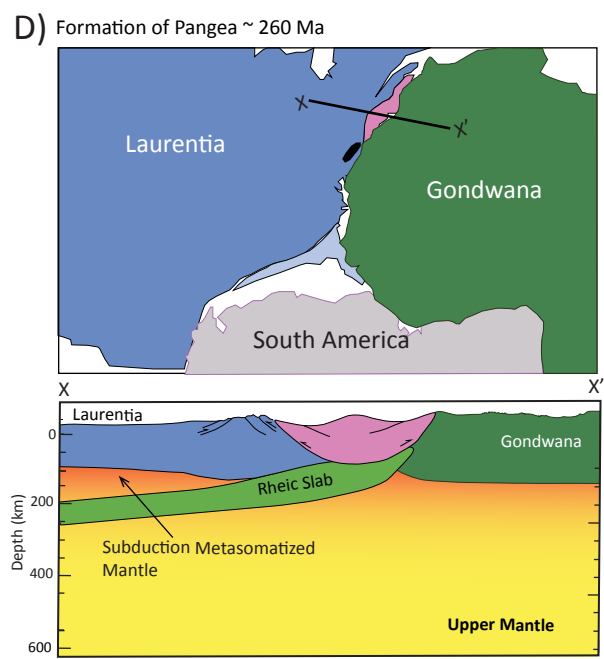 D) Formation of Pangea ~ 260 Ma
X
X'
Laurentia
Gondwana
South America
X
X'
Laurentia
Gondwana
0
Rheic Slab
200
Subduction Metasomatized
Mantle
Depth (km)
400
Upper Mantle
600